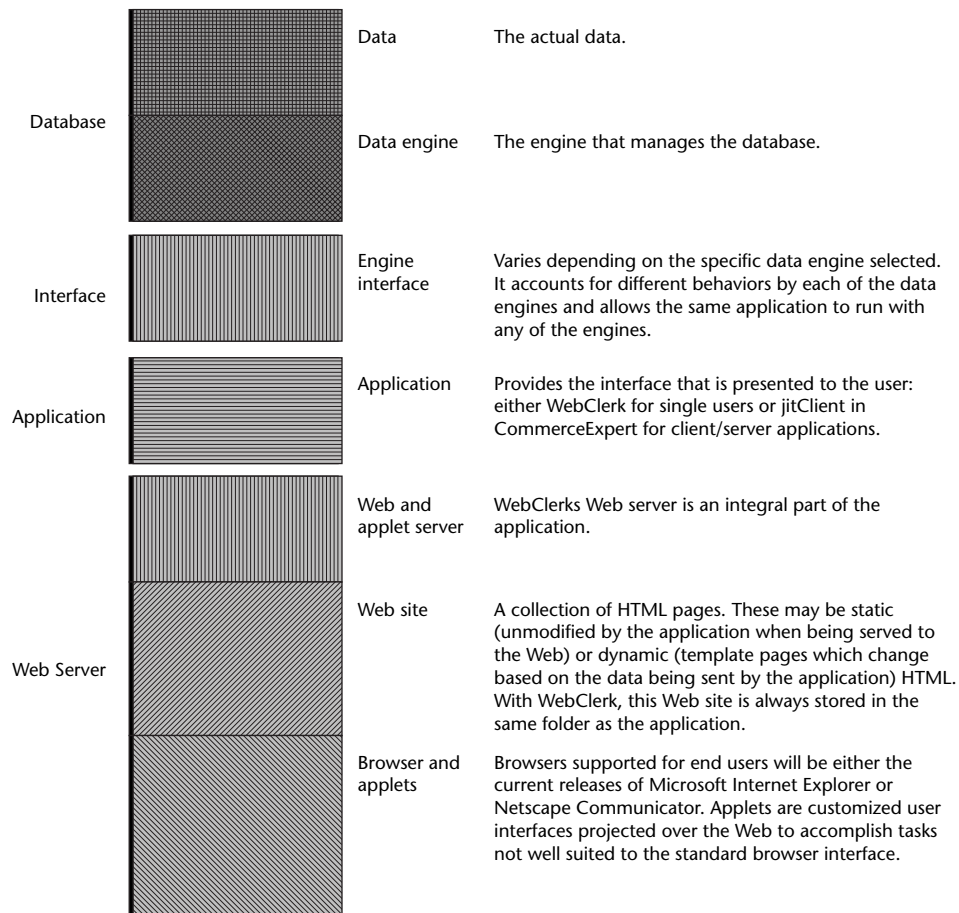 Database
Data
The actual data.
Data engine
The engine that manages the database.
Interface
Engine
interface
Varies depending on the specific data engine selected.
It accounts for different behaviors by each of the data
engines and allows the same application to run with
any of the engines.
Application
Application
Provides the interface that is presented to the user:
either WebClerk for single users or jitClient in
CommerceExpert for client/server applications.
Web Server
Web and
applet server
WebClerks Web server is an integral part of the
application.
Web site
A collection of HTML pages. These may be static
(unmodified by the application when being served to
the Web) or dynamic (template pages which change
based on the data being sent by the application) HTML.
With WebClerk, this Web site is always stored in the
same folder as the application.
Browser and
applets
Browsers supported for end users will be either the
current releases of Microsoft Internet Explorer or
Netscape Communicator. Applets are customized user
interfaces projected over the Web to accomplish tasks
not well suited to the standard browser interface.